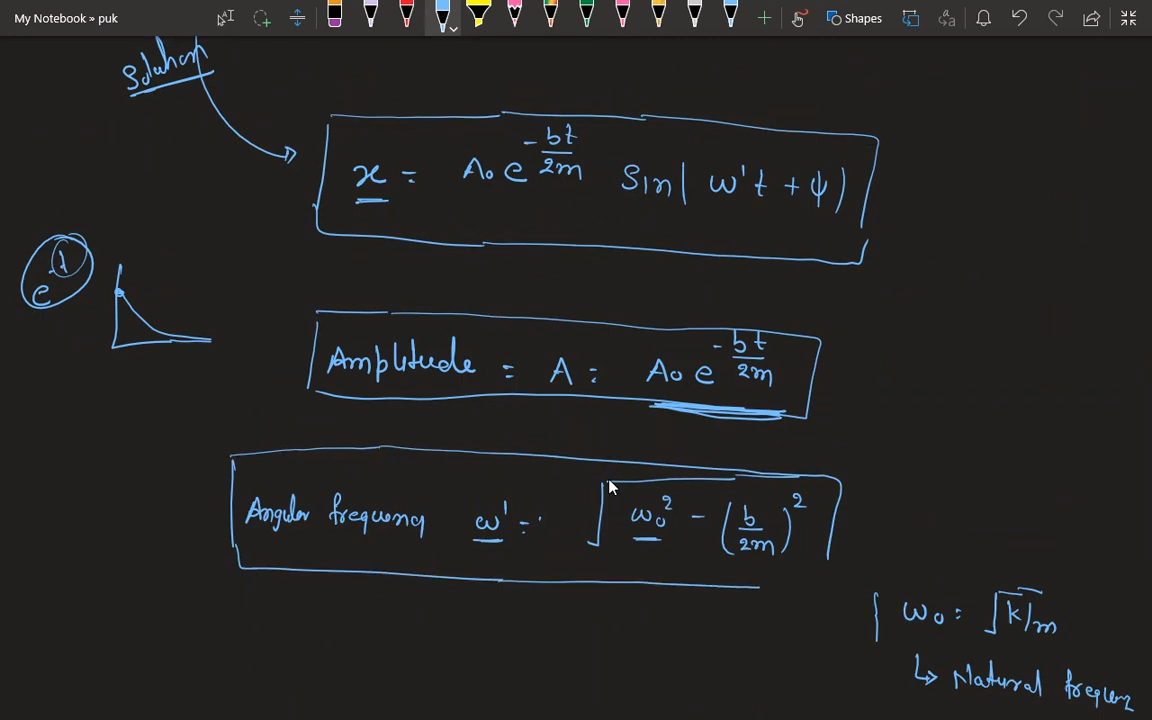 My Notebook » puk
Shapes
Solution
x = A₀ e^(-bt/2m) Sin( ω't + ψ)
e^-1
Amplitude = A = A₀ e^(-bt/2m)
Angular frequency ω' = √(ω₀² - (b/2m)²)
ω₀ = √(k/m)
↳ Natural frequency